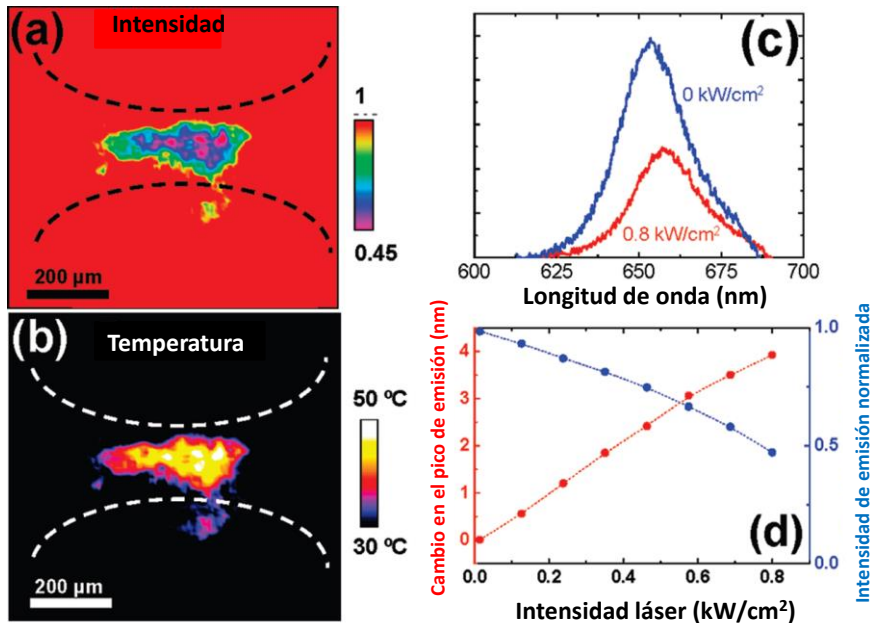 (a)
Intensidad
1
0.45
200 µm
(b)
Temperatura
50 ºC
30 ºC
200 µm
(c)
0 kW/cm²
0.8 kW/cm²
600 625 650 675 700
Longitud de onda (nm)
Cambio en el pico de emisión (nm)
4
3
2
1
0
1.0
0.5
0.0
Intensidad de emisión normalizada
(d)
0.0 0.2 0.4 0.6 0.8
Intensidad láser (kW/cm²)